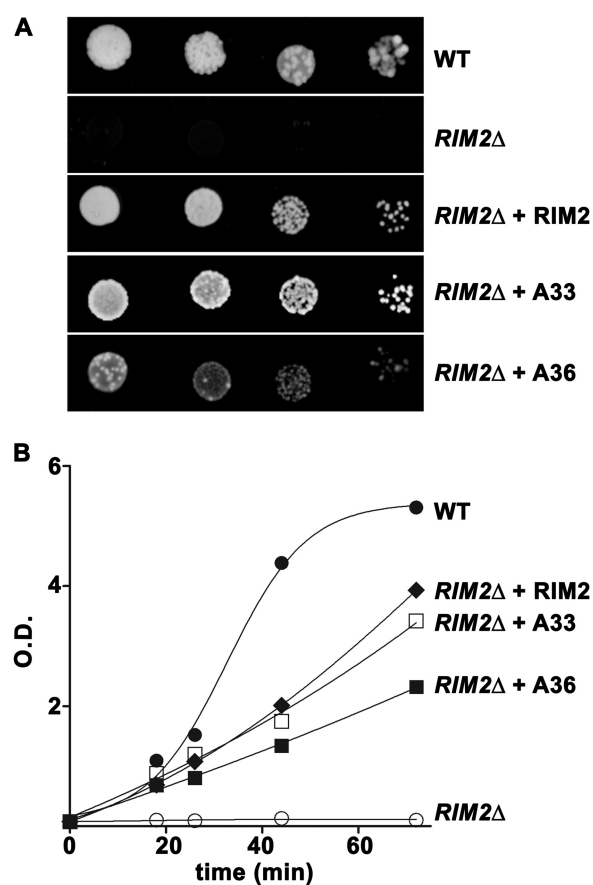 A
WT
RIM2Δ
RIM2Δ + RIM2
RIM2Δ + A33
RIM2Δ + A36
B
6
4
2
O.D.
WT
RIM2Δ + RIM2
RIM2Δ + A33
RIM2Δ + A36
RIM2Δ
0 20 40 60
time (min)